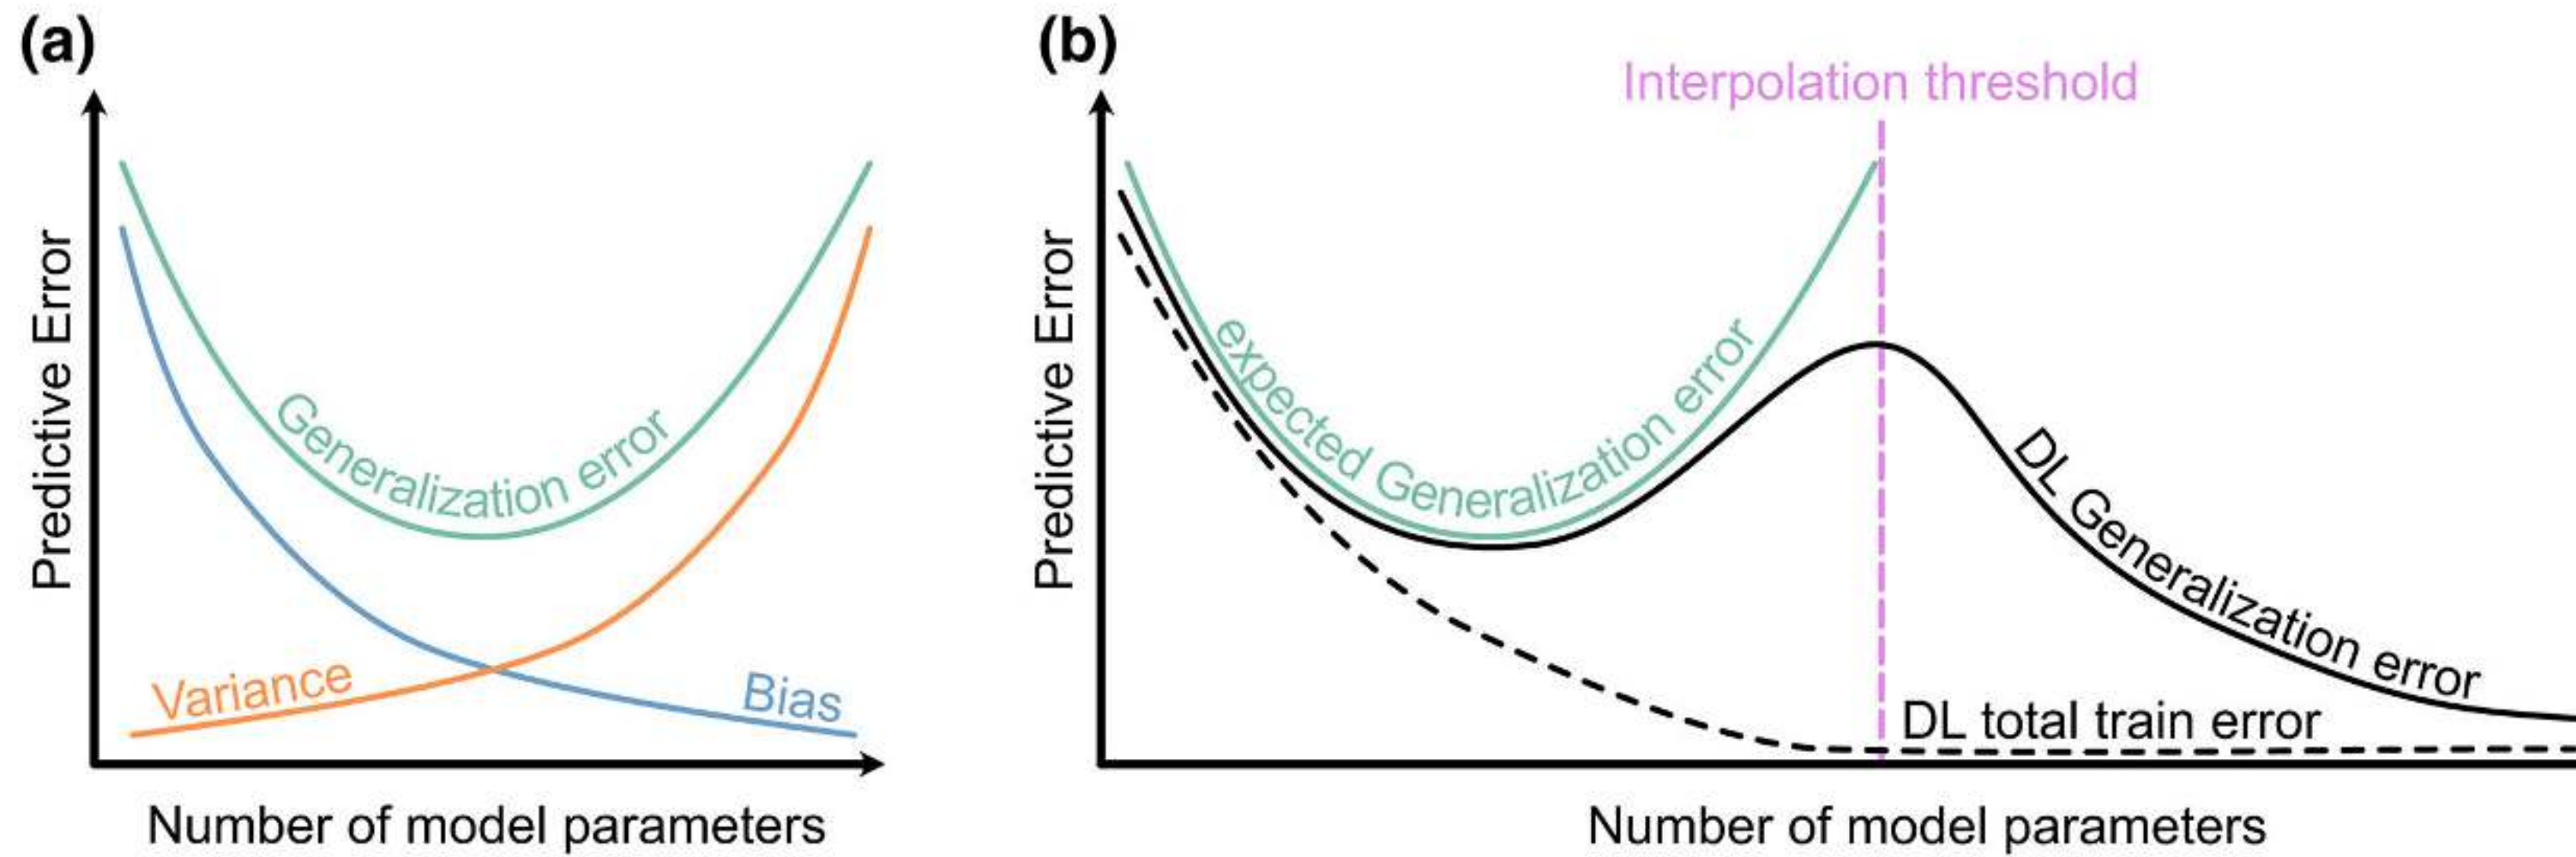 (a)
Predictive Error
Generalization error
Variance
Bias
Number of model parameters
(b)
Interpolation threshold
Predictive Error
expected Generalization error
DL Generalization error
DL total train error
Number of model parameters